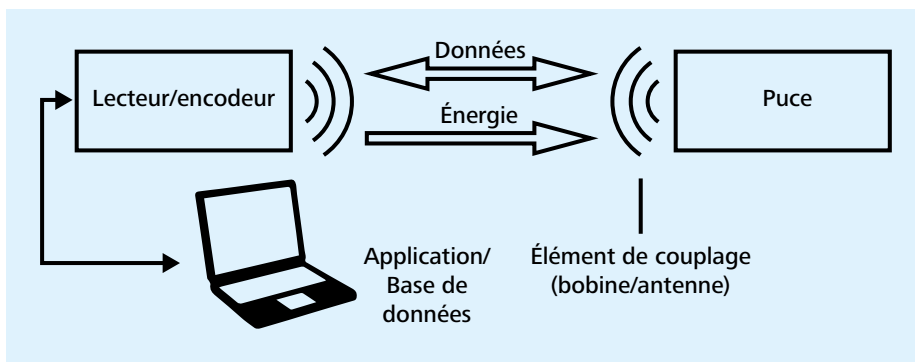 Données
Lecteur/encodeur
Puce
Énergie
Application/
Base de
données
Élément de couplage
(bobine/antenne)